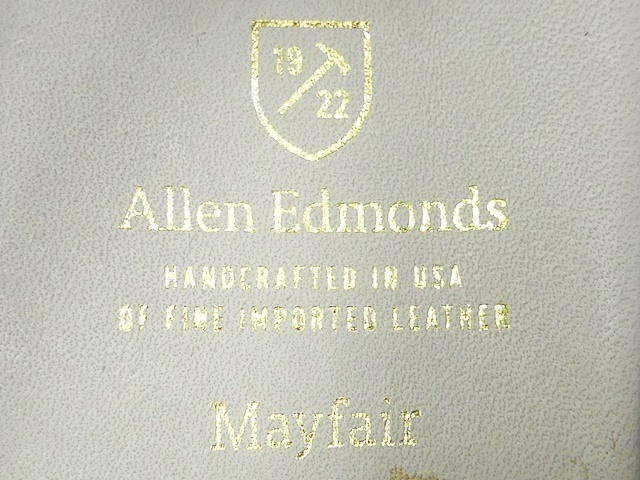 19
22
Allen Edmonds
HANDCRAFTED IN USA
OF FINE IMPORTED LEATHER
Mayfair